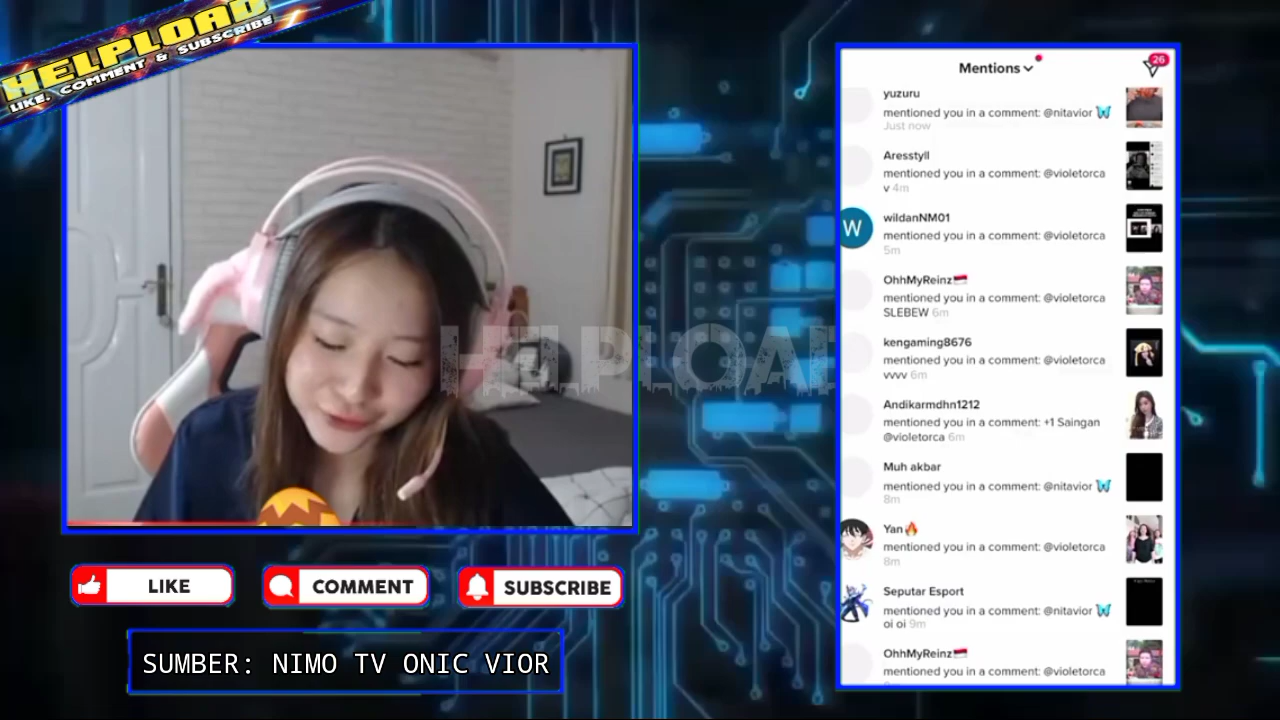 HELPLOAD
LIKE, COMMENT & SUBSCRIBE
Mentions
26
yuzuru
mentioned you in a comment: @nitavior 🦋
Just now
Aresstyll
mentioned you in a comment: @violetorca
v 4m
W
wildanNM01
mentioned you in a comment: @violetorca
5m
OhhMyReinz🇮🇩
mentioned you in a comment: @violetorca
SLEBEW 6m
kengaming8676
mentioned you in a comment: @violetorca
vvvv 6m
Andikarmdhn1212
mentioned you in a comment: +1 Saingan
@violetorca 6m
Muh akbar
mentioned you in a comment: @nitavior 🦋
8m
Yan🔥
mentioned you in a comment: @violetorca
8m
Seputar Esport
mentioned you in a comment: @nitavior 🦋
oi oi 9m
OhhMyReinz🇮🇩
mentioned you in a comment: @violetorca
HELPLOAD
LIKE
COMMENT
SUBSCRIBE
SUMBER: NIMO TV ONIC VIOR